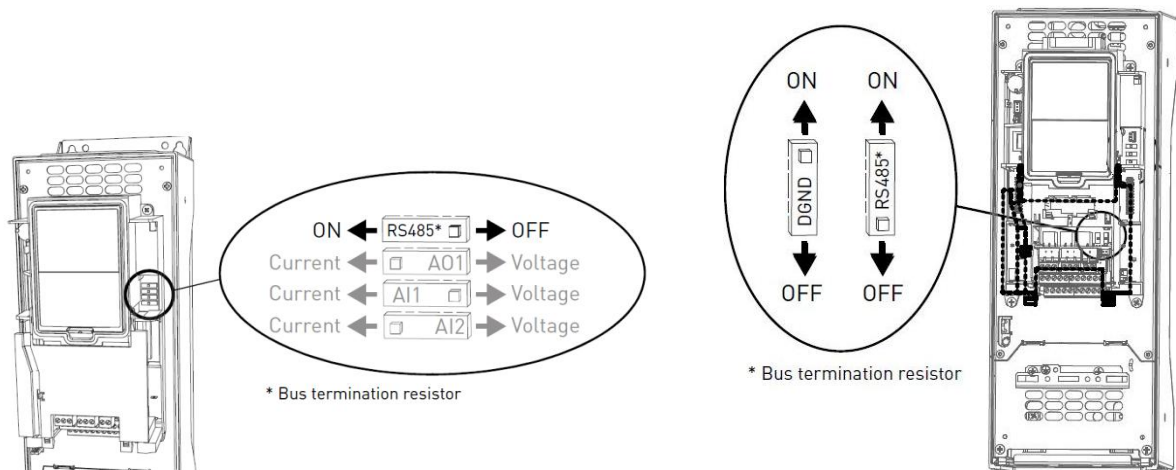 ON RS485* OFF
Current AO1 Voltage
Current AI1 Voltage
Current AI2 Voltage
* Bus termination resistor
ON ON
DGND RS485*
OFF OFF
* Bus termination resistor